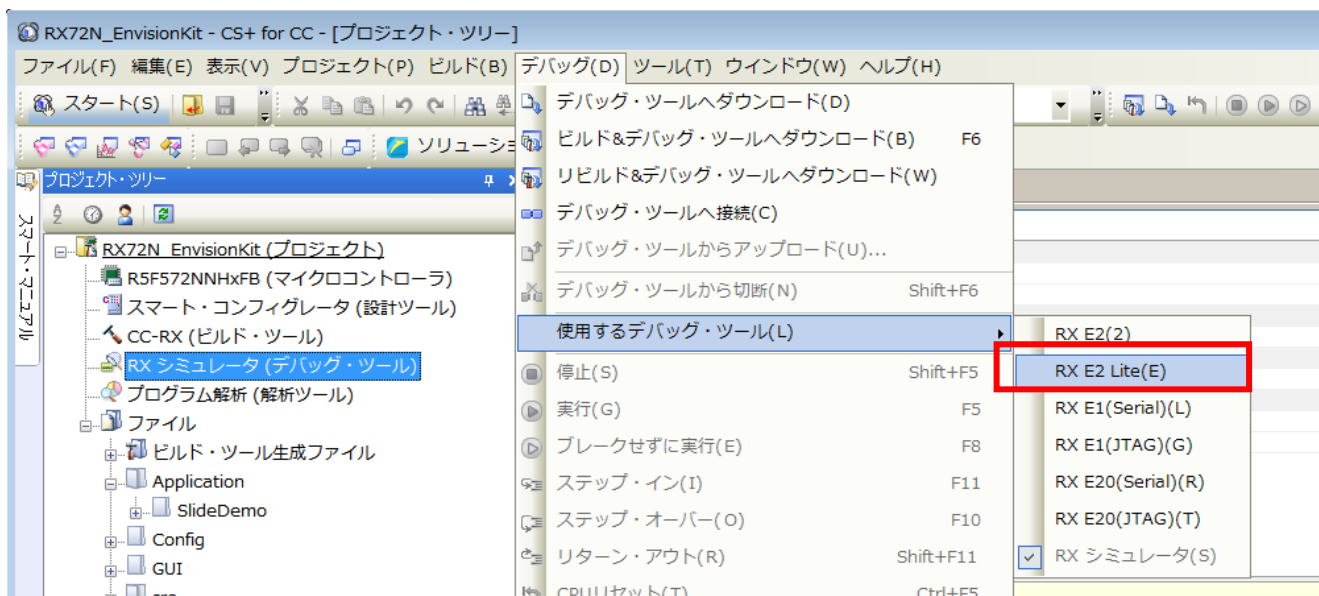 RX72N_EnvisionKit - CS+ for CC - [プロジェクト・ツリー]
ファイル(F) 編集(E) 表示(V) プロジェクト(P) ビルド(B) デバッグ(D) ツール(T) ウインドウ(W) ヘルプ(H)
スタート(S)
ソリューショ
プロジェクト・ツリー
スマート・マニュアル
RX72N_EnvisionKit (プロジェクト)
R5F572NNHxFB (マイクロコントローラ)
スマート・コンフィグレータ (設計ツール)
CC-RX (ビルド・ツール)
RX シミュレータ (デバッグ・ツール)
プログラム解析 (解析ツール)
ファイル
ビルド・ツール生成ファイル
Application
SlideDemo
Config
GUI
デバッグ・ツールへダウンロード(D)
ビルド&デバッグ・ツールへダウンロード(B) F6
リビルド&デバッグ・ツールへダウンロード(W)
デバッグ・ツールへ接続(C)
デバッグ・ツールからアップロード(U)...
デバッグ・ツールから切断(N) Shift+F6
使用するデバッグ・ツール(L)
停止(S) Shift+F5
実行(G) F5
ブレークせずに実行(E) F8
ステップ・イン(I) F11
ステップ・オーバー(O) F10
リターン・アウト(R) Shift+F11
CPUリセット(T) Ctrl+F5
RX E2(2)
RX E2 Lite(E)
RX E1(Serial)(L)
RX E1(JTAG)(G)
RX E20(Serial)(R)
RX E20(JTAG)(T)
RX シミュレータ(S)